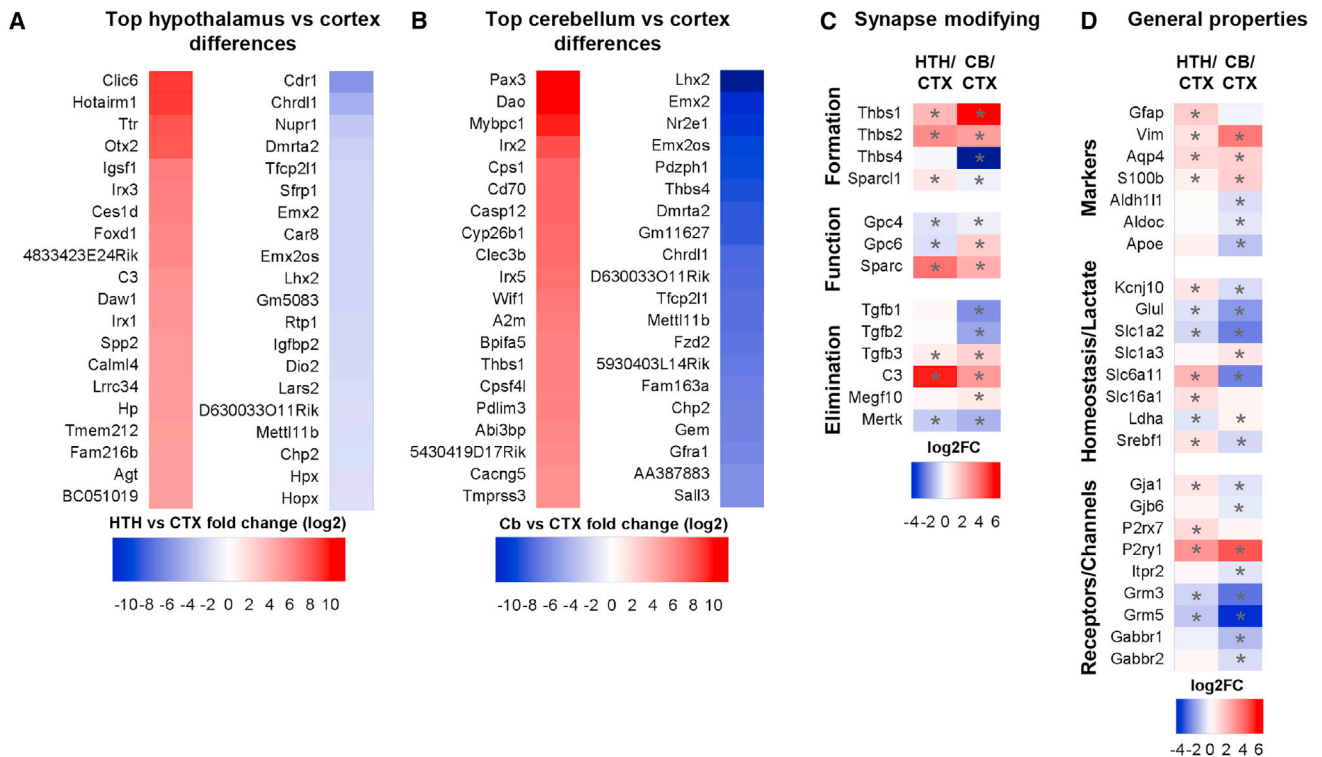 A
Top hypothalamus vs cortex
differences
Clic6
Hotairm1
Ttr
Otx2
Igsf1
Irx3
Ces1d
Foxd1
4833423E24Rik
C3
Daw1
Irx1
Spp2
Calml4
Lrrc34
Hp
Tmem212
Fam216b
Agt
BC051019
Cdr1
Chrdl1
Nupr1
Dmrta2
Tfcp2l1
Sfrp1
Emx2
Car8
Emx2os
Lhx2
Gm5083
Rtp1
Igfbp2
Dio2
Lars2
D630033O11Rik
Mettl11b
Chp2
Hpx
Hopx
HTH vs CTX fold change (log2)
-10 -8 -6 -4 -2 0 2 4 6 8 10
B
Top cerebellum vs cortex
differences
Pax3
Dao
Mybpc1
Irx2
Cps1
Cd70
Casp12
Cyp26b1
Clec3b
Irx5
Wif1
A2m
Bpifa5
Thbs1
Cpsf4l
Pdlim3
Abi3bp
5430419D17Rik
Cacng5
Tmprss3
Lhx2
Emx2
Nr2e1
Emx2os
Pdzph1
Thbs4
Dmrta2
Gm11627
Chrdl1
D630033O11Rik
Tfcp2l1
Mettl11b
Fzd2
5930403L14Rik
Fam163a
Chp2
Gem
Gfra1
AA387883
Sall3
Cb vs CTX fold change (log2)
-10 -8 -6 -4 -2 0 2 4 6 8 10
C
Synapse modifying
HTH/ CB/
CTX CTX
Formation
Thbs1 * *
Thbs2 * *
Thbs4 *
Sparcl1 * *
Function
Gpc4 * *
Gpc6 * *
Sparc * *
Elimination
Tgfb1 *
Tgfb2 *
Tgfb3 * *
C3 * *
Megf10 *
Mertk * *
log2FC
-4 -2 0 2 4 6
D
General properties
HTH/ CB/
CTX CTX
Markers
Gfap *
Vim * *
Aqp4 * *
S100b * *
Aldh1l1 *
Aldoc *
Apoe *
Homeostasis/Lactate
Kcnj10 * *
Glul * *
Slc1a2 * *
Slc1a3 *
Slc6a11 * *
Slc16a1 *
Ldha * *
Srebf1 * *
Receptors/Channels
Gja1 * *
Gjb6 *
P2rx7 *
P2ry1 * *
Itpr2 *
Grm3 * *
Grm5 * *
Gabbr1 *
Gabbr2 *
log2FC
-4 -2 0 2 4 6